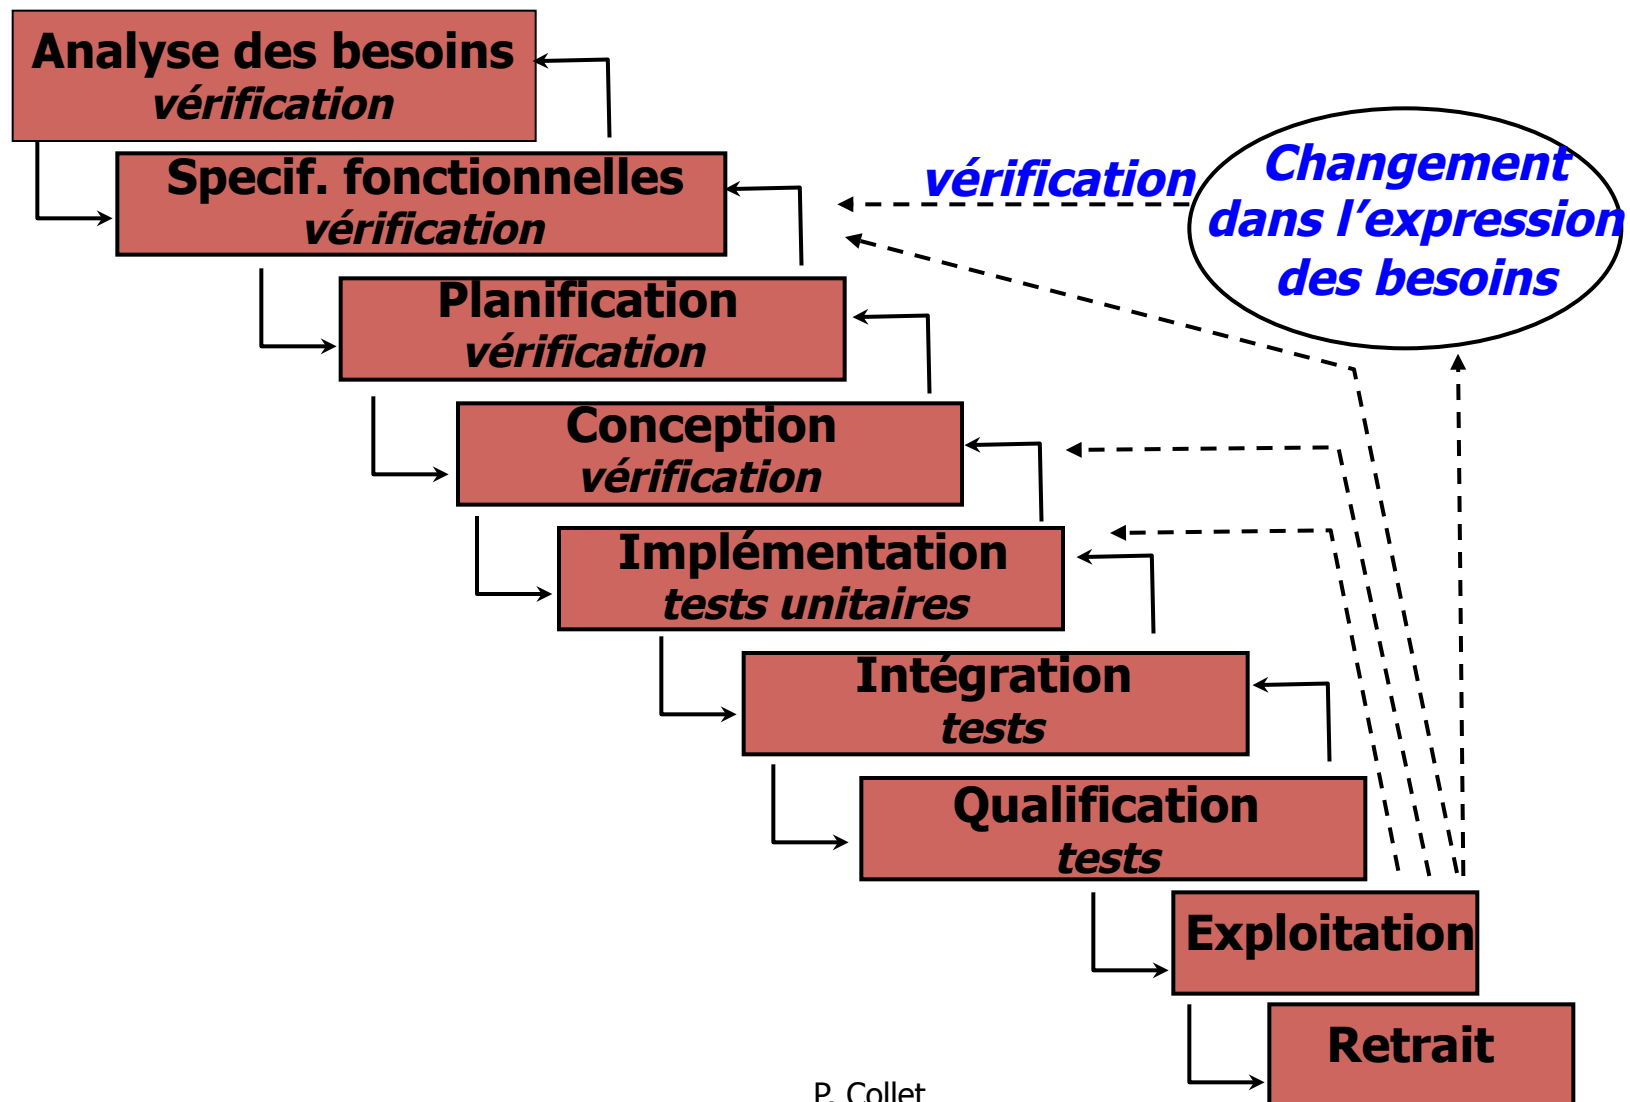 Analyse des besoins
vérification
Specif. fonctionnelles
vérification
vérification
Changement
dans l’expression
des besoins
Planification
vérification
Conception
vérification
Implémentation
tests unitaires
Intégration
tests
Qualification
tests
Exploitation
Retrait
P. Collet